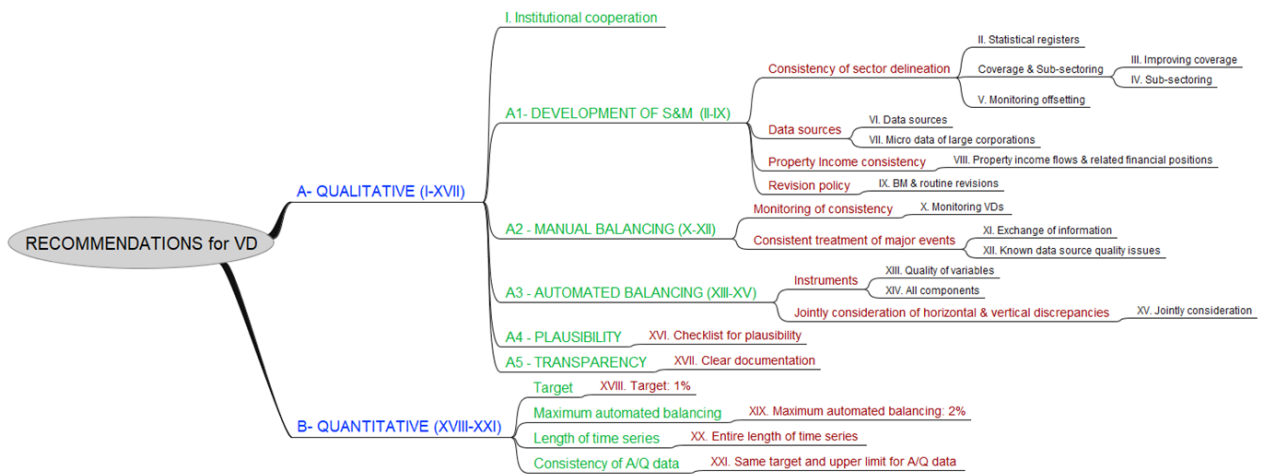 RECOMMENDATIONS for VD
A- QUALITATIVE (I-XVII)
I. Institutional cooperation
A1- DEVELOPMENT OF S&M (II-IX)
Consistency of sector delineation
II. Statistical registers
Coverage & Sub-sectoring
III. Improving coverage
IV. Sub-sectoring
V. Monitoring offsetting
Data sources
VI. Data sources
VII. Micro data of large corporations
Property Income consistency
VIII. Property income flows & related financial positions
Revision policy
IX. BM & routine revisions
A2 - MANUAL BALANCING (X-XII)
Monitoring of consistency
X. Monitoring VDs
Consistent treatment of major events
XI. Exchange of information
XII. Known data source quality issues
A3 - AUTOMATED BALANCING (XIII-XV)
Instruments
XIII. Quality of variables
XIV. All components
Jointly consideration of horizontal & vertical discrepancies
XV. Jointly consideration
A4 - PLAUSIBILITY
XVI. Checklist for plausibility
A5 - TRANSPARENCY
XVII. Clear documentation
B- QUANTITATIVE (XVIII-XXI)
Target
XVIII. Target: 1%
Maximum automated balancing
XIX. Maximum automated balancing: 2%
Length of time series
XX. Entire length of time series
Consistency of A/Q data
XXI. Same target and upper limit for A/Q data